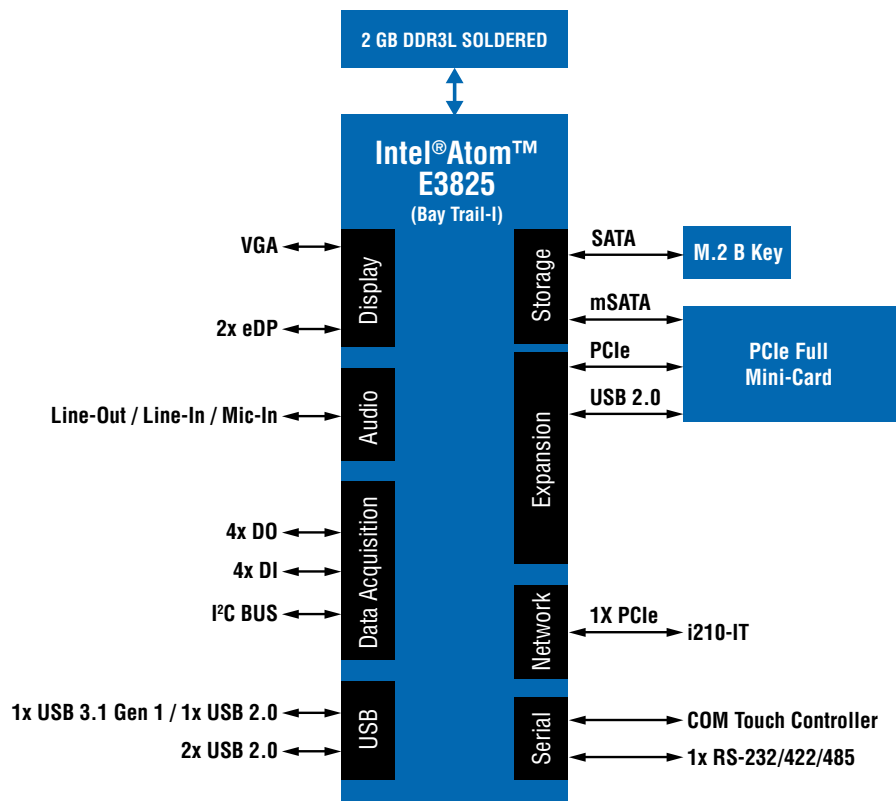 2 GB DDR3L SOLDERED
Intel®Atom™
E3825
(Bay Trail-I)
VGA
2x eDP
Display
Line-Out / Line-In / Mic-In
Audio
4x DO
4x DI
I²C BUS
Data Acquisition
1x USB 3.1 Gen 1 / 1x USB 2.0
2x USB 2.0
USB
Storage
SATA
M.2 B Key
mSATA
PCIe
USB 2.0
PCIe Full
Mini-Card
Expansion
Network
1X PCIe
i210-IT
Serial
COM Touch Controller
1x RS-232/422/485